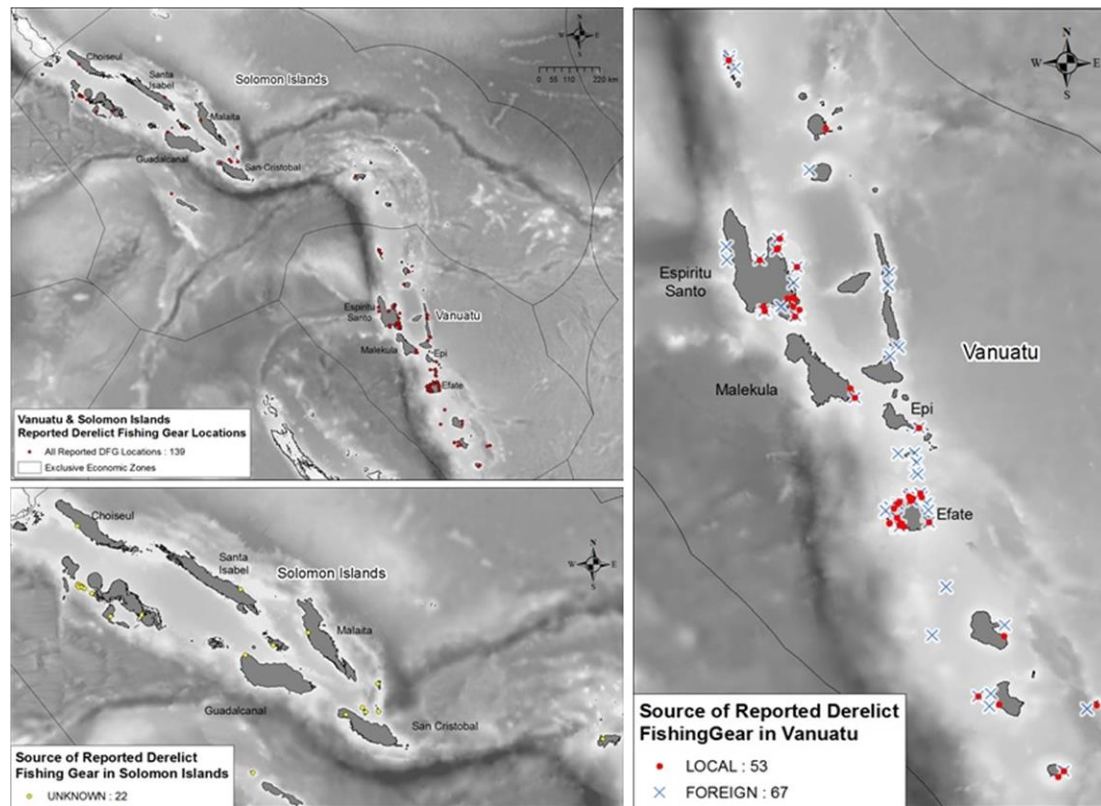 N
W E
S
0 55 110 220 km
Choiseul
Santa
Isabel
Solomon Islands
Malaita
Guadalcanal
San Cristobal
Espiritu
Santo
Vanuatu
Malekula
Epi
Efate
Vanuatu & Solomon Islands
Reported Derelict Fishing Gear Locations
All Reported DFG Locations : 139
Exclusive Economic Zones
N
W E
S
Choiseul
Santa
Isabel
Solomon Islands
Malaita
Guadalcanal
San Cristobal
Source of Reported Derelict
Fishing Gear in Solomon Islands
UNKNOWN : 22
N
W E
S
Espiritu
Santo
Vanuatu
Malekula
Epi
Efate
Source of Reported Derelict
FishingGear in Vanuatu
LOCAL : 53
FOREIGN : 67